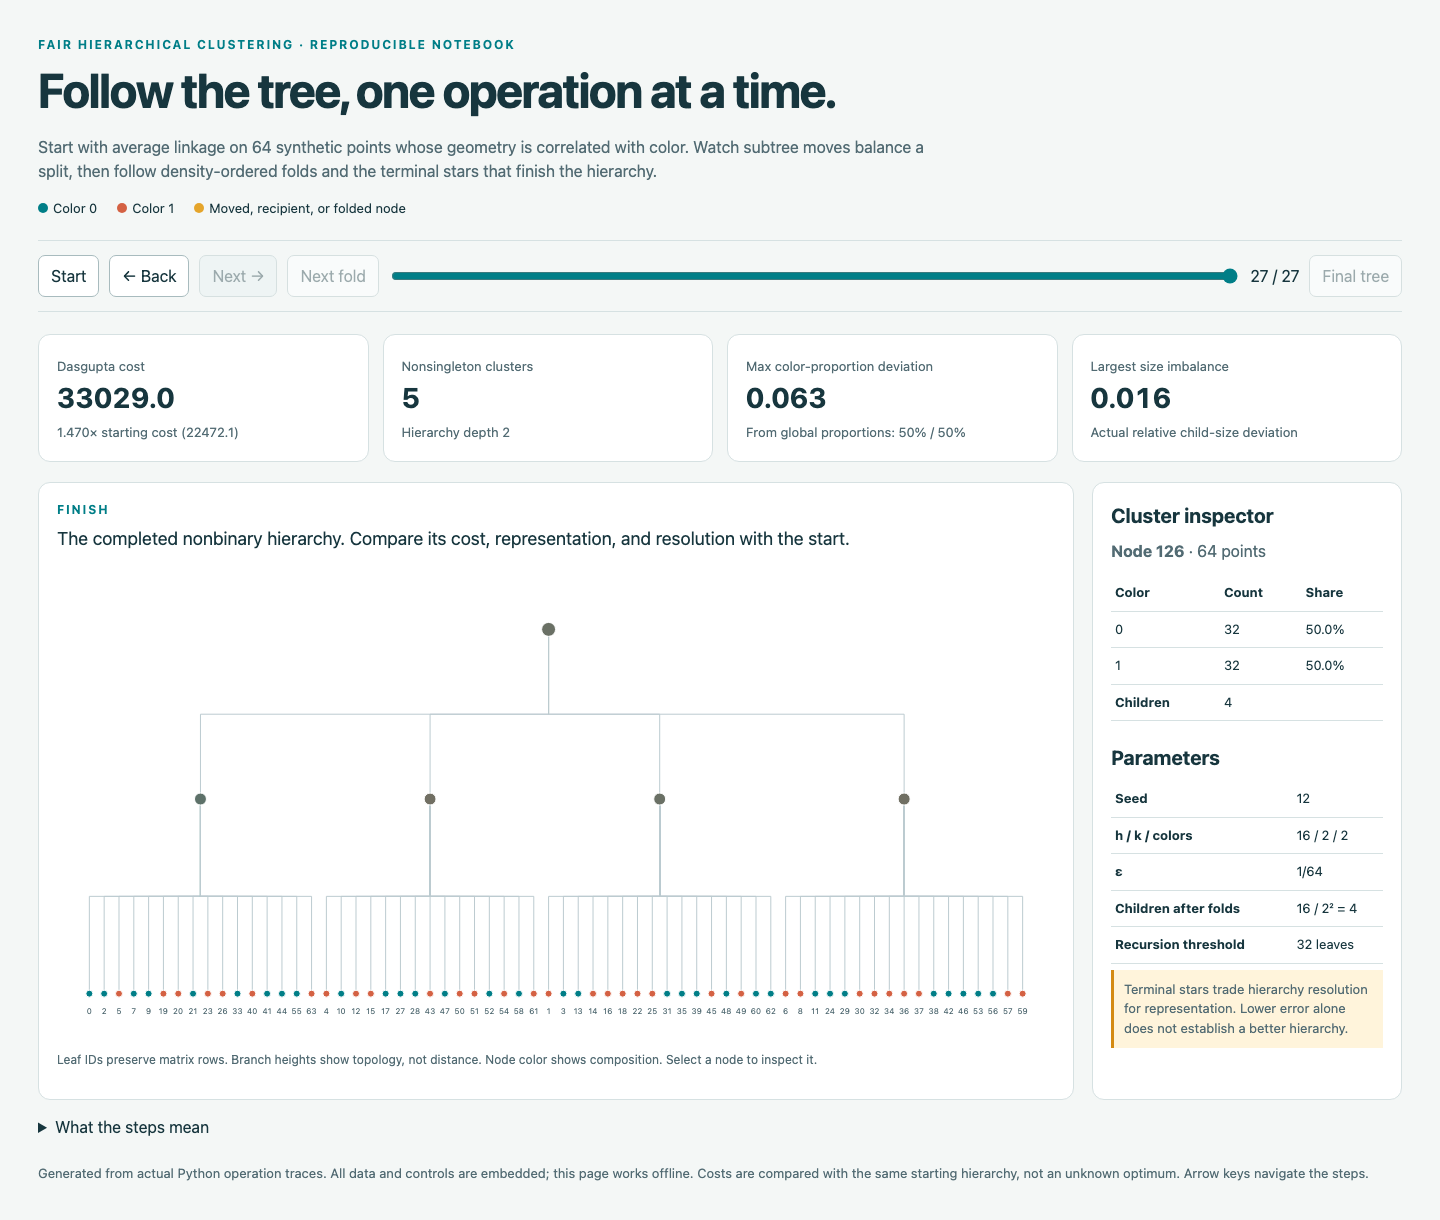 FAIR HIERARCHICAL CLUSTERING · REPRODUCIBLE NOTEBOOK
Follow the tree, one operation at a time.
Start with average linkage on 64 synthetic points whose geometry is correlated with color. Watch subtree moves balance a
split, then follow density-ordered folds and the terminal stars that finish the hierarchy.
Color 0 Color 1 Moved, recipient, or folded node
Start ← Back Next → Next fold 27 / 27 Final tree
Dasgupta cost
33029.0
1.470× starting cost (22472.1)
Nonsingleton clusters
5
Hierarchy depth 2
Max color-proportion deviation
0.063
From global proportions: 50% / 50%
Largest size imbalance
0.016
Actual relative child-size deviation
FINISH
The completed nonbinary hierarchy. Compare its cost, representation, and resolution with the start.
0 2 5 7 9 19 20 21 23 26 33 40 41 44 55 63 4 10 12 15 17 27 28 43 47 50 51 52 54 58 61 1 3 13 14 16 18 22 25 31 35 39 45 48 49 60 62 6 8 11 24 29 30 32 34 36 37 38 42 46 53 56 57 59
Leaf IDs preserve matrix rows. Branch heights show topology, not distance. Node color shows composition. Select a node to inspect it.
Cluster inspector
Node 126 · 64 points
Color Count Share
0 32 50.0%
1 32 50.0%
Children 4
Parameters
Seed 12
h / k / colors 16 / 2 / 2
ε 1/64
Children after folds 16 / 2² = 4
Recursion threshold 32 leaves
Terminal stars trade hierarchy resolution
for representation. Lower error alone
does not establish a better hierarchy.
▶ What the steps mean
Generated from actual Python operation traces. All data and controls are embedded; this page works offline. Costs are compared with the same starting hierarchy, not an unknown optimum. Arrow keys navigate the steps.